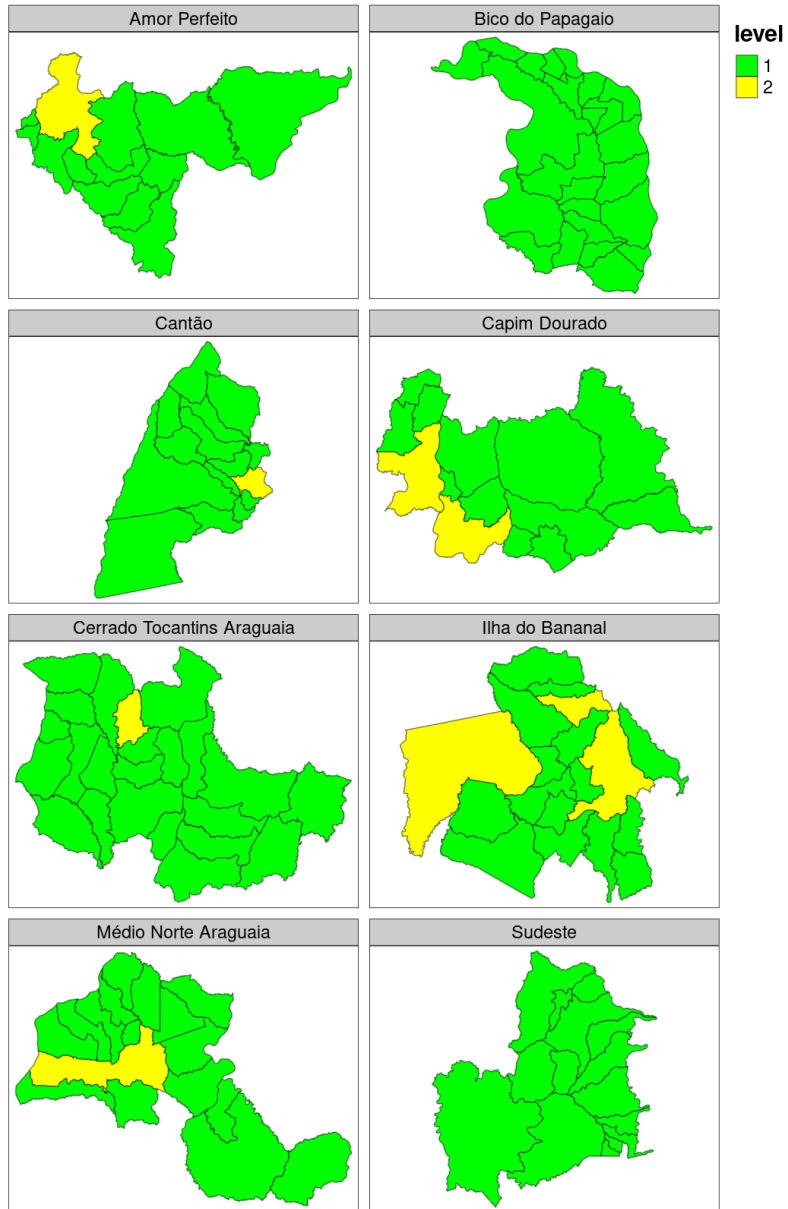 Amor Perfeito
Bico do Papagaio
level
1
2
Cantão
Capim Dourado
Cerrado Tocantins Araguaia
Ilha do Bananal
Médio Norte Araguaia
Sudeste